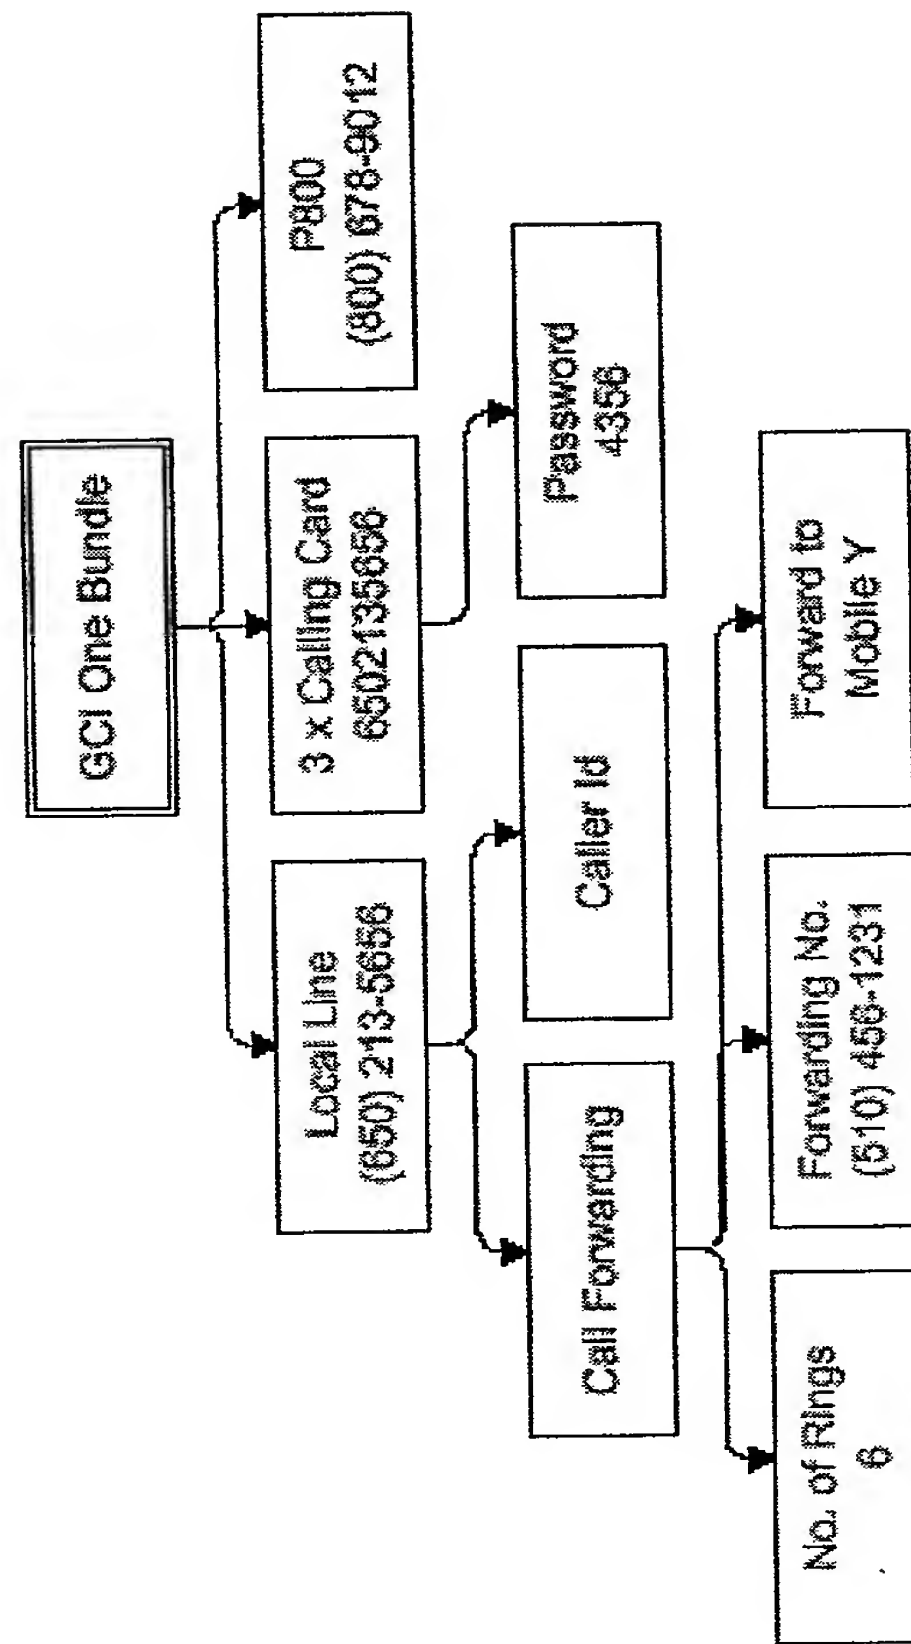 GCI One Bundle
Local Line
(650) 213-5656
3 x Calling Card
6502135656
P800
(800) 678-9012
Call Forwarding
Caller Id
Password
4356
No. of Rings
6
Forwarding No.
(510) 456-1231
Forward to
Mobile Y